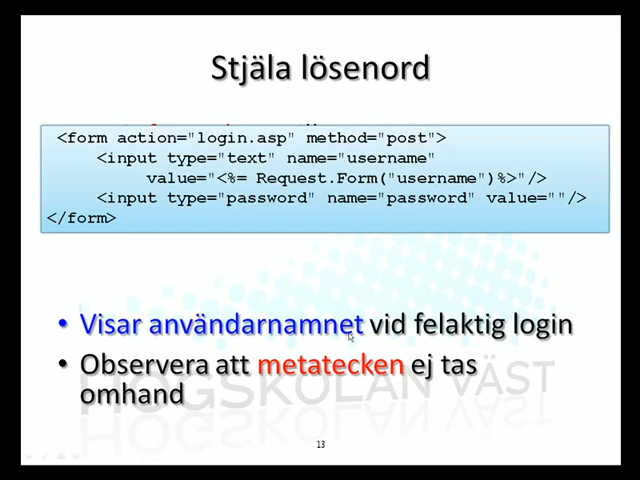 Stjäla lösenord
<form action="login.asp" method="post">
<input type="text" name="username"
value="<%= Request.Form("username")%>"/>
<input type="password" name="password" value=""/>
</form>
• Visar användarnamnet vid felaktig login
• Observera att metatecken ej tas
omhand
HÖGSKOLAN VÄST
13